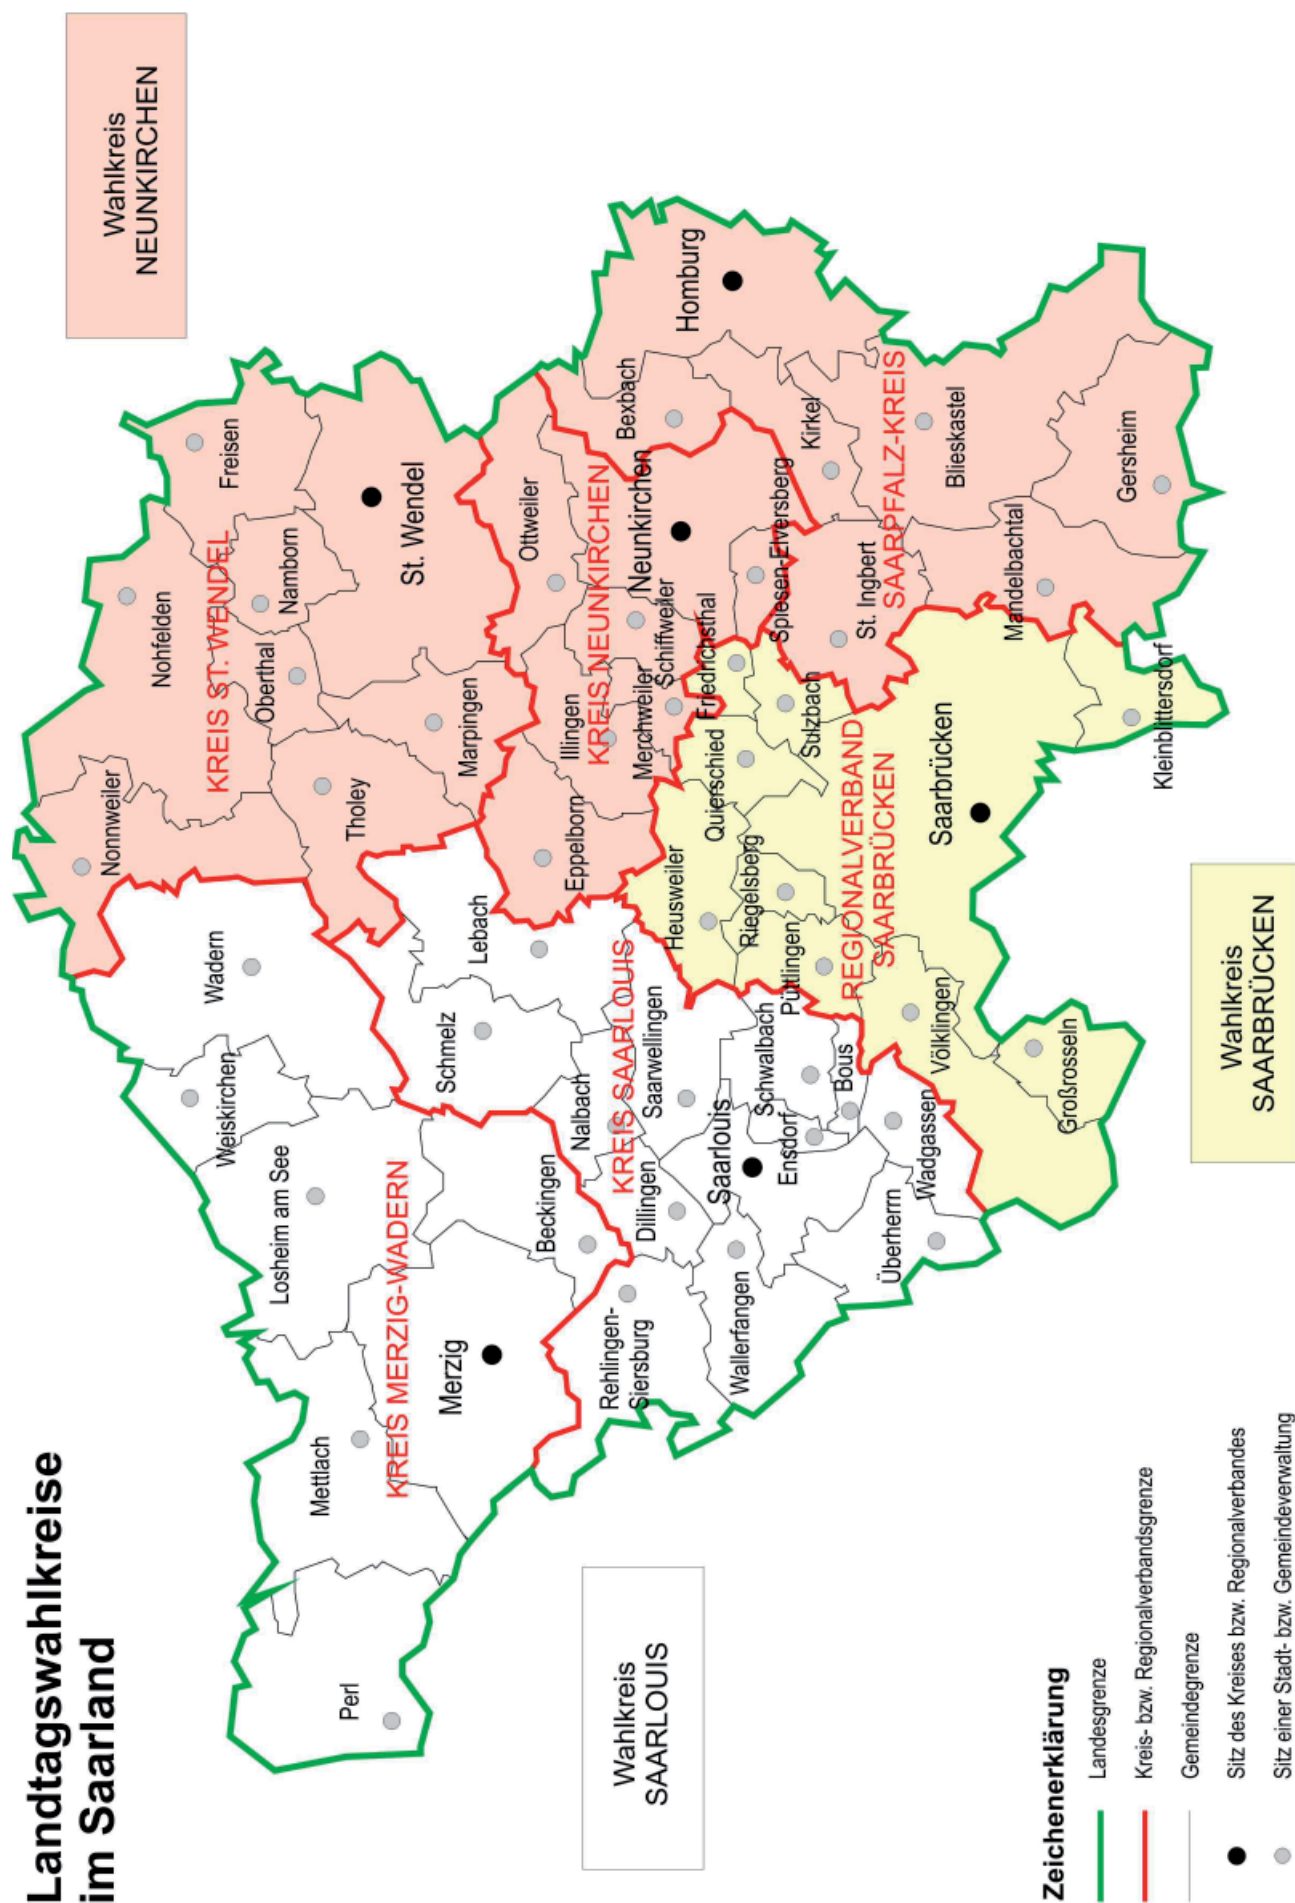 Landtagswahlkreise
im Saarland
Wahlkreis
NEUNKIRCHEN
Nonnweiler
Nohfelden
Freisen
KREIS ST. WENDEL
Namborn
Oberthal
St. Wendel
Tholey
Marpingen
Wadern
Weiskirchen
Losheim am See
Mettlach
Perl
KREIS MERZIG-WADERN
Merzig
Beckingen
Lebach
Schmelz
Nalbach
KREIS SAARLOUIS
Saarwellingen
Rehlingen-
Siersburg
Dillingen
Saarlouis
Wallerfangen
Schwalbach
Ensdorf
Bous
Wadgassen
Überherrn
Ottweiler
KREIS NEUNKIRCHEN
Neunkirchen
Illingen
Eppelborn
Merchweiler
Schiffweiler
Spiesen-Elversberg
Bexbach
Homburg
Kirkel
SAARPFALZ-KREIS
St. Ingbert
Blieskastel
Mandelbachtal
Gersheim
Friedrichsthal
Sulzbach
Quierschied
Heusweiler
Riegelsberg
Püttlingen
REGIONALVERBAND
SAARBRÜCKEN
Saarbrücken
Völklingen
Großrosseln
Kleinblittersdorf
Wahlkreis
SAARLOUIS
Wahlkreis
SAARBRÜCKEN
Zeichenerklärung
Landesgrenze
Kreis- bzw. Regionalverbandsgrenze
Gemeindegrenze
Sitz des Kreises bzw. Regionalverbandes
Sitz einer Stadt- bzw. Gemeindeverwaltung